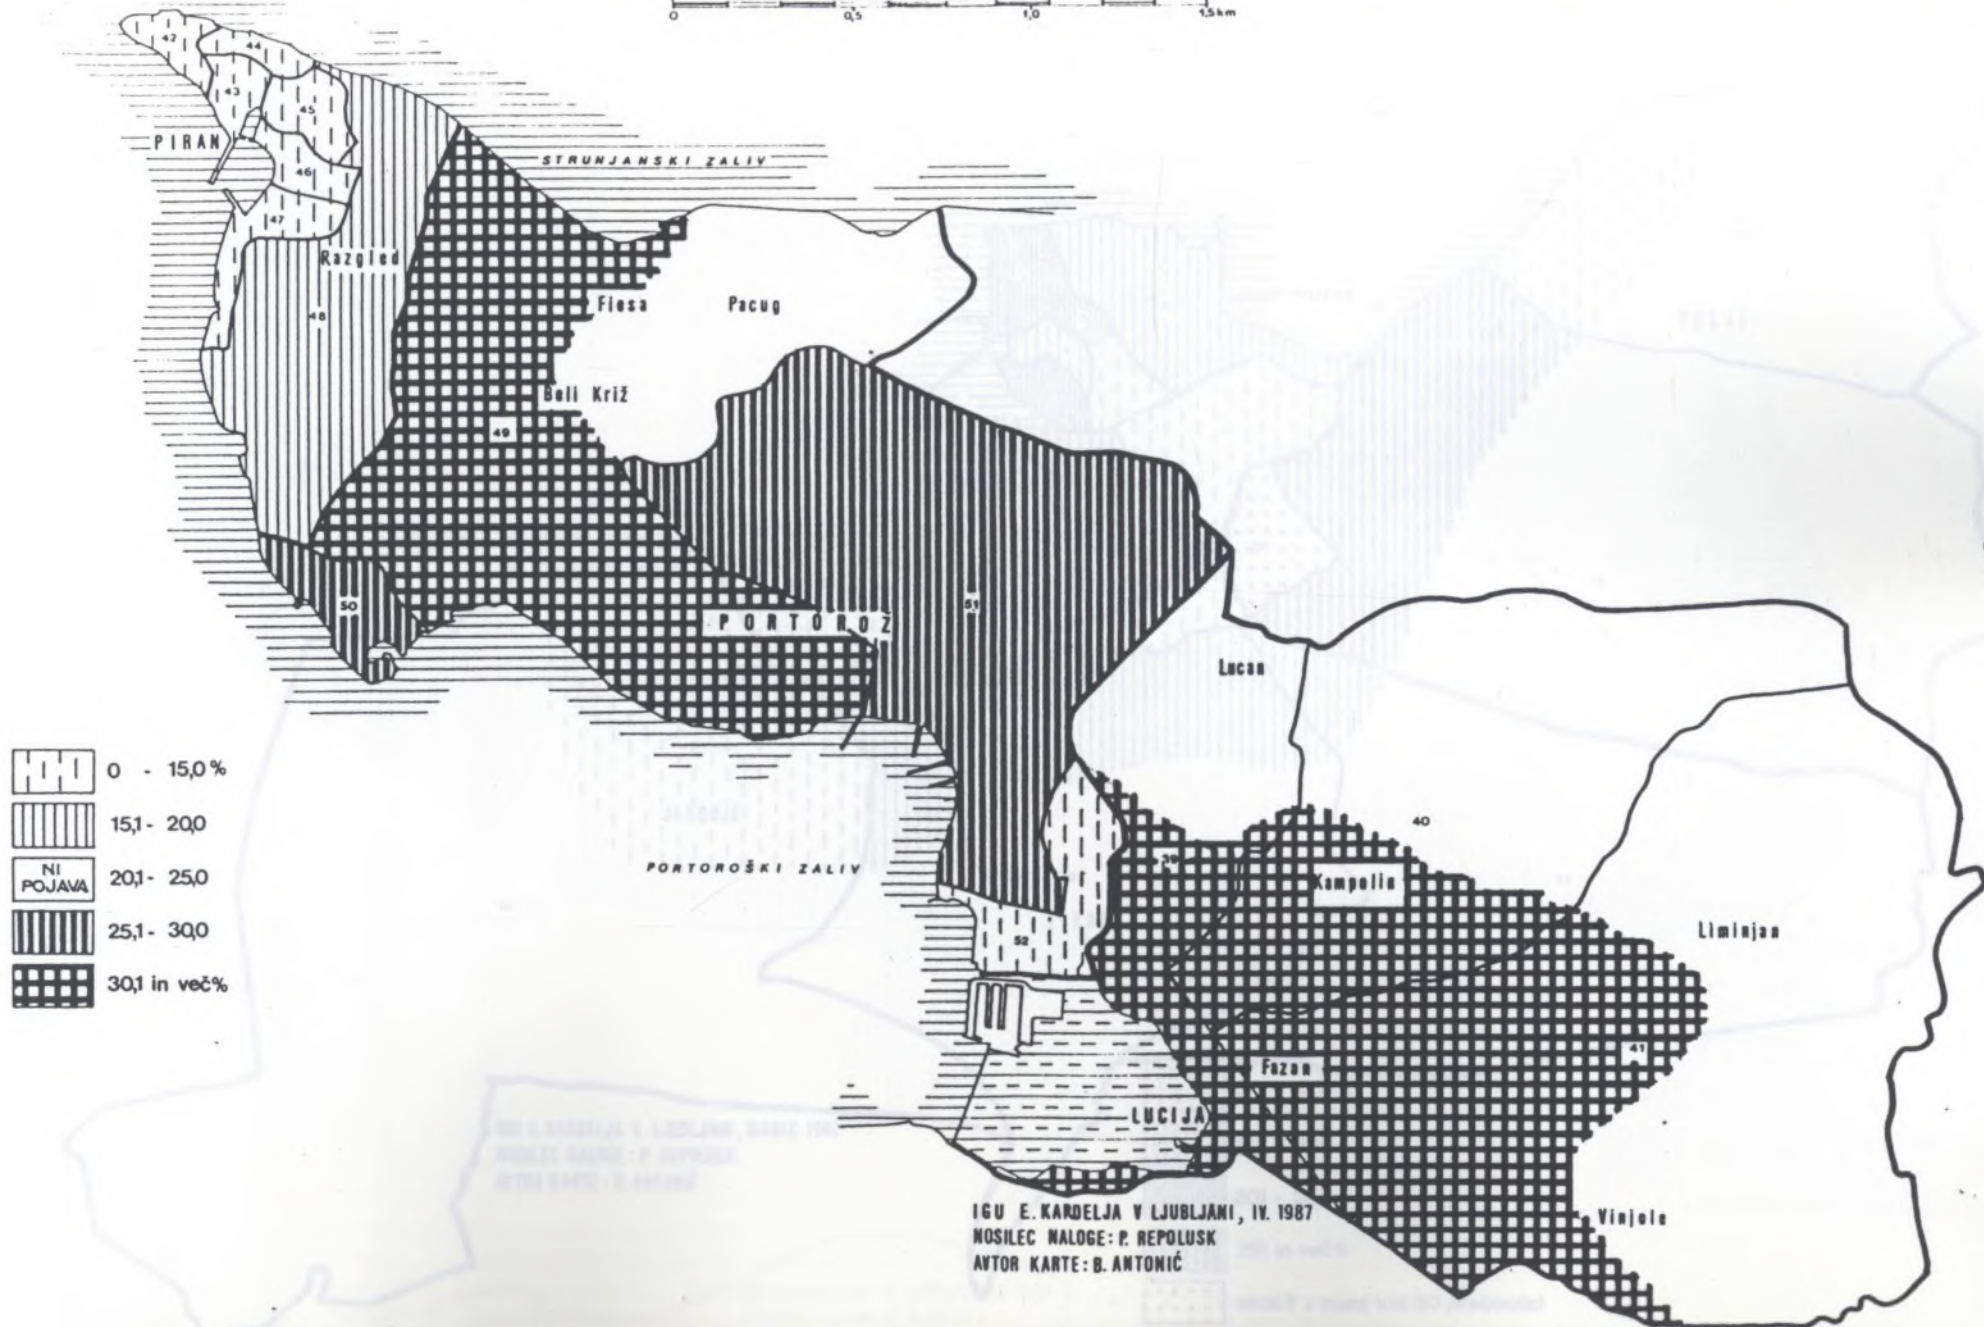 0 0,5 1,0 1,5 km
42
44
43
45
PIRAN
46
47
STRUNJANSKI ZALIV
Razgled
48
Fiesa
Pacug
Beli Križ
49
50
51
PORTOROŽ
Lucan
0 - 15,0 %
15,1 - 20,0
NI POJAVA 20,1 - 25,0
25,1 - 30,0
30,1 in več %
PORTOROŠKI ZALIV
39
40
Kampolin
52
Liminjan
41
Fazan
LUCIJA
Vinjole
IGU E. KARDELJA V LJUBLJANI, IV. 1987
NOSILEC NALOGE: P. REPOLUSK
AVTOR KARTE: B. ANTONIĆ